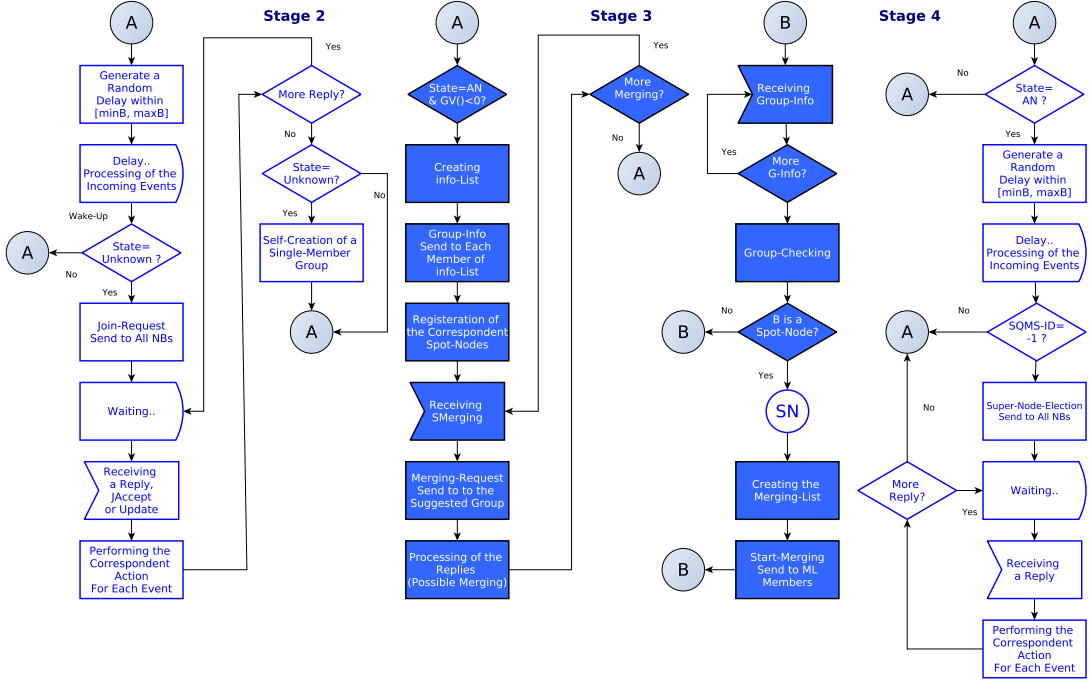 Stage 2
A
Generate a
Random
Delay within
[minB, maxB]
Delay..
Processing of the
Incoming Events
Wake-Up
State=
Unknown ?
A
No
Yes
Join-Request
Send to All NBs
Waiting..
Receiving
a Reply,
JAccept
or Update
Performing the
Correspondent
Action
For Each Event
Yes
More Reply?
No
State=
Unknown?
No
Yes
Self-Creation of a
Single-Member
Group
A
Stage 3
A
State=AN
& GV()<0?
Creating
info-List
Group-Info
Send to Each
Member of
info-List
Registeration of
the Correspondent
Spot-Nodes
Receiving
SMerging
Merging-Request
Send to to the
Suggested Group
Processing of the
Replies
(Possible Merging)
Yes
More
Merging?
No
A
B
Receiving
Group-Info
Yes
More
G-Info?
Group-Checking
No
B is a
Spot-Node?
B
Yes
SN
Creating the
Merging-List
Start-Merging
Send to ML
Members
B
Stage 4
A
No
State=
AN ?
A
Yes
Generate a
Random
Delay within
[minB, maxB]
Delay..
Processing of the
Incoming Events
No
SQMS-ID=
-1 ?
A
Super-Node-Election
Send to All NBs
No
More
Reply?
Yes
Waiting..
Receiving
a Reply
Performing the
Correspondent
Action
For Each Event